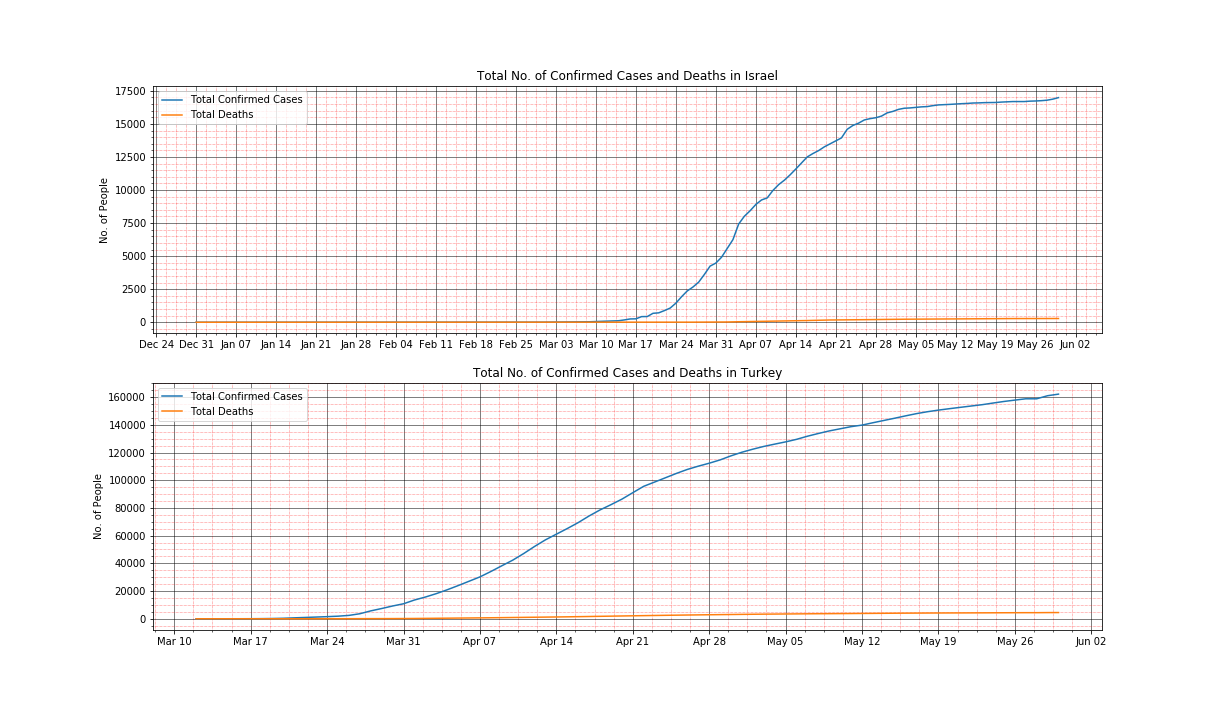 Total No. of Confirmed Cases and Deaths in Israel
17500
15000
12500
10000
7500
5000
2500
0
No. of People
Total Confirmed Cases
Total Deaths
Dec 24 Dec 31 Jan 07 Jan 14 Jan 21 Jan 28 Feb 04 Feb 11 Feb 18 Feb 25 Mar 03 Mar 10 Mar 17 Mar 24 Mar 31 Apr 07 Apr 14 Apr 21 Apr 28 May 05 May 12 May 19 May 26 Jun 02
Total No. of Confirmed Cases and Deaths in Turkey
160000
140000
120000
100000
80000
60000
40000
20000
0
No. of People
Total Confirmed Cases
Total Deaths
Mar 10 Mar 17 Mar 24 Mar 31 Apr 07 Apr 14 Apr 21 Apr 28 May 05 May 12 May 19 May 26 Jun 02